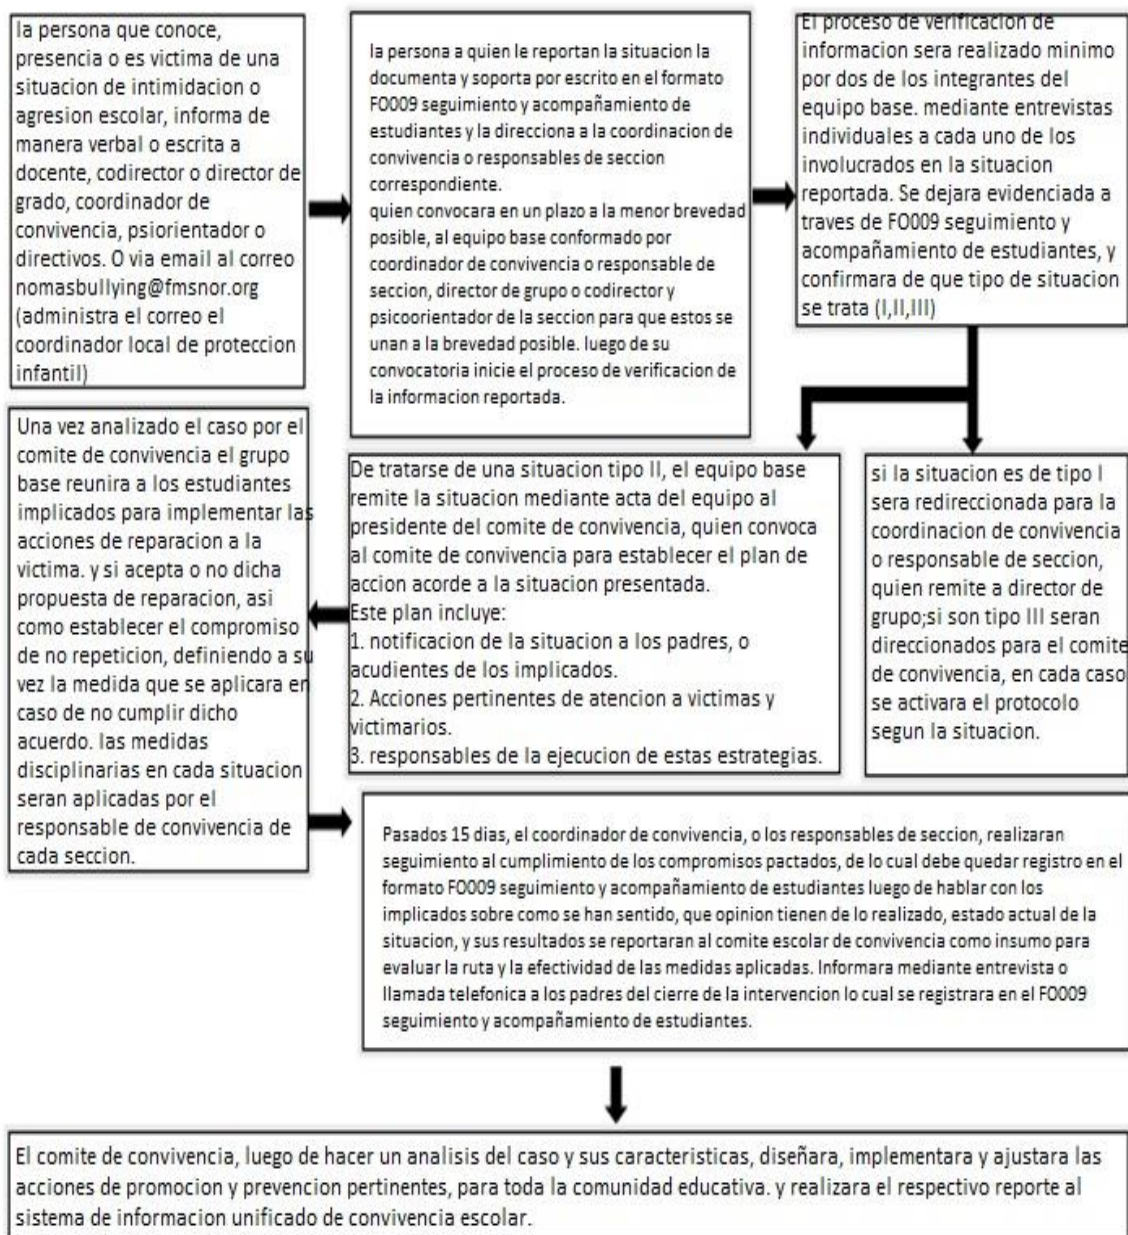 la persona que conoce,
presencia o es victima de una
situacion de intimidacion o
agresion escolar, informa de
manera verbal o escrita a
docente, codirector o director de
grado, coordinador de
convivencia, psiorientador o
directivos. O via email al correo
nomasbullying@fmsnor.org
(administra el correo el
coordinador local de proteccion
infantil)
la persona a quien le reportan la situacion la
documenta y soporta por escrito en el formato
FO009 seguimiento y acompañamiento de
estudiantes y la direcciona a la coordinacion de
convivencia o responsables de seccion
correspondiente.
quien convocara en un plazo a la menor brevedad
posible, al equipo base conformado por
coordinador de convivencia o responsable de
seccion, director de grupo o codirector y
psicoorientador de la seccion para que estos se
unan a la brevedad posible. luego de su
convocatoria inicie el proceso de verificacion de
la informacion reportada.
El proceso de verificacion de
informacion sera realizado minimo
por dos de los integrantes del
equipo base. mediante entrevistas
individuales a cada uno de los
involucrados en la situacion
reportada. Se dejara evidenciada a
traves de FO009 seguimiento y
acompañamiento de estudiantes, y
confirmara de que tipo de situacion
se trata (I,II,III)
si la situacion es de tipo I
sera redireccionada para la
coordinacion de convivencia
o responsable de seccion,
quien remite a director de
grupo;si son tipo III seran
direccionados para el comite
de convivencia, en cada caso
se activara el protocolo
segun la situacion.
De tratarse de una situacion tipo II, el equipo base
remite la situacion mediante acta del equipo al
presidente del comite de convivencia, quien convoca
al comite de convivencia para establecer el plan de
accion acorde a la situacion presentada.
Este plan incluye:
1. notificacion de la situacion a los padres, o
acudientes de los implicados.
2. Acciones pertinentes de atencion a victimas y
victimarios.
3. responsables de la ejecucion de estas estrategias.
Una vez analizado el caso por el
comite de convivencia el grupo
base reunira a los estudiantes
implicados para implementar las
acciones de reparacion a la
victima. y si acepta o no dicha
propuesta de reparacion, asi
como establecer el compromiso
de no repeticion, definiendo a su
vez la medida que se aplicara en
caso de no cumplir dicho
acuerdo. las medidas
disciplinarias en cada situacion
seran aplicadas por el
responsable de convivencia de
cada seccion.
Pasados 15 dias, el coordinador de convivencia, o los responsables de seccion, realizaran
seguimiento al cumplimiento de los compromisos pactados, de lo cual debe quedar registro en el
formato FO009 seguimiento y acompañamiento de estudiantes luego de hablar con los
implicados sobre como se han sentido, que opinion tienen de lo realizado, estado actual de la
situacion, y sus resultados se reportaran al comite escolar de convivencia como insumo para
evaluar la ruta y la efectividad de las medidas aplicadas. Informara mediante entrevista o
llamada telefonica a los padres del cierre de la intervencion lo cual se registrara en el FO009
seguimiento y acompañamiento de estudiantes.
El comite de convivencia, luego de hacer un analisis del caso y sus caracteristicas, diseñara, implementara y ajustara las
acciones de promocion y prevencion pertinentes, para toda la comunidad educativa. y realizara el respectivo reporte al
sistema de informacion unificado de convivencia escolar.